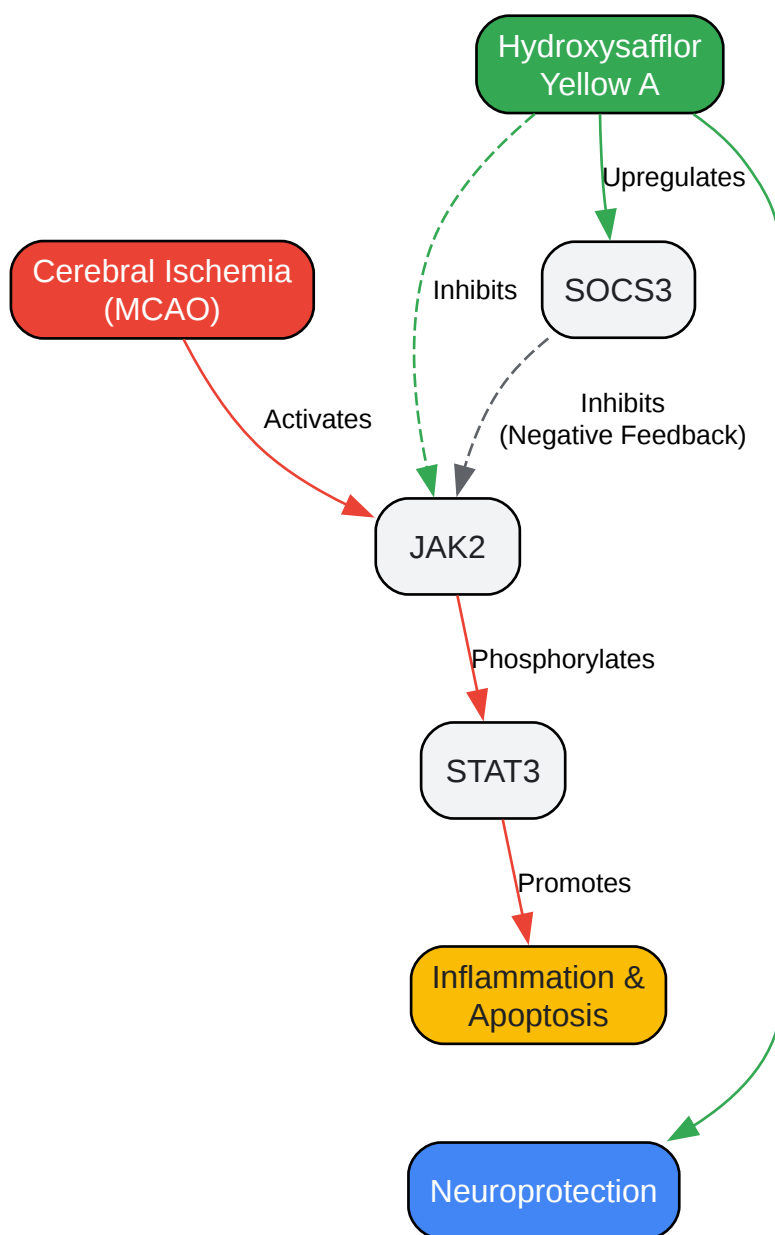 Hydroxysafflor
Yellow A
Upregulates
Cerebral Ischemia
(MCAO)
Inhibits
SOCS3
Activates
Inhibits
(Negative Feedback)
JAK2
Phosphorylates
STAT3
Promotes
Inflammation &
Apoptosis
Neuroprotection